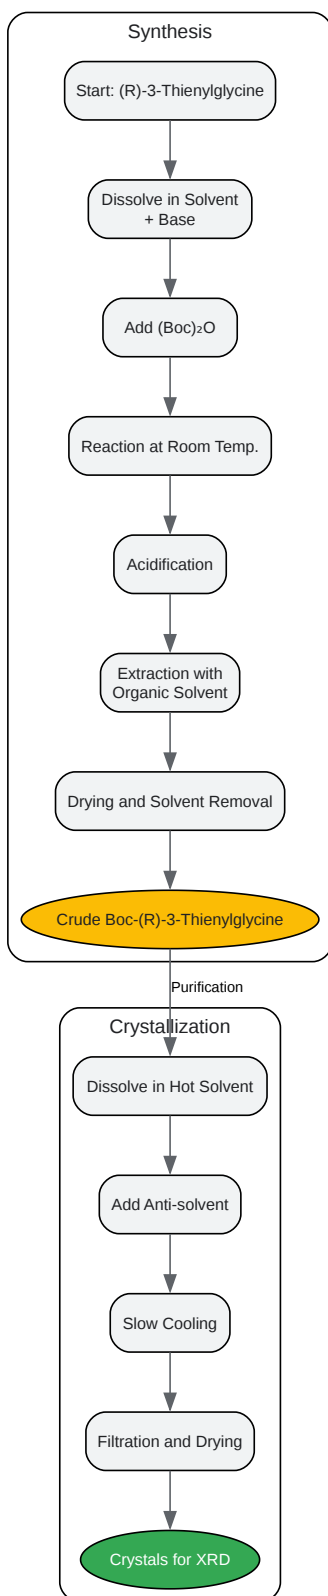 Synthesis
Start: (R)-3-Thienylglycine
Dissolve in Solvent
+ Base
Add (Boc)₂O
Reaction at Room Temp.
Acidification
Extraction with
Organic Solvent
Drying and Solvent Removal
Crude Boc-(R)-3-Thienylglycine
Purification
Crystallization
Dissolve in Hot Solvent
Add Anti-solvent
Slow Cooling
Filtration and Drying
Crystals for XRD